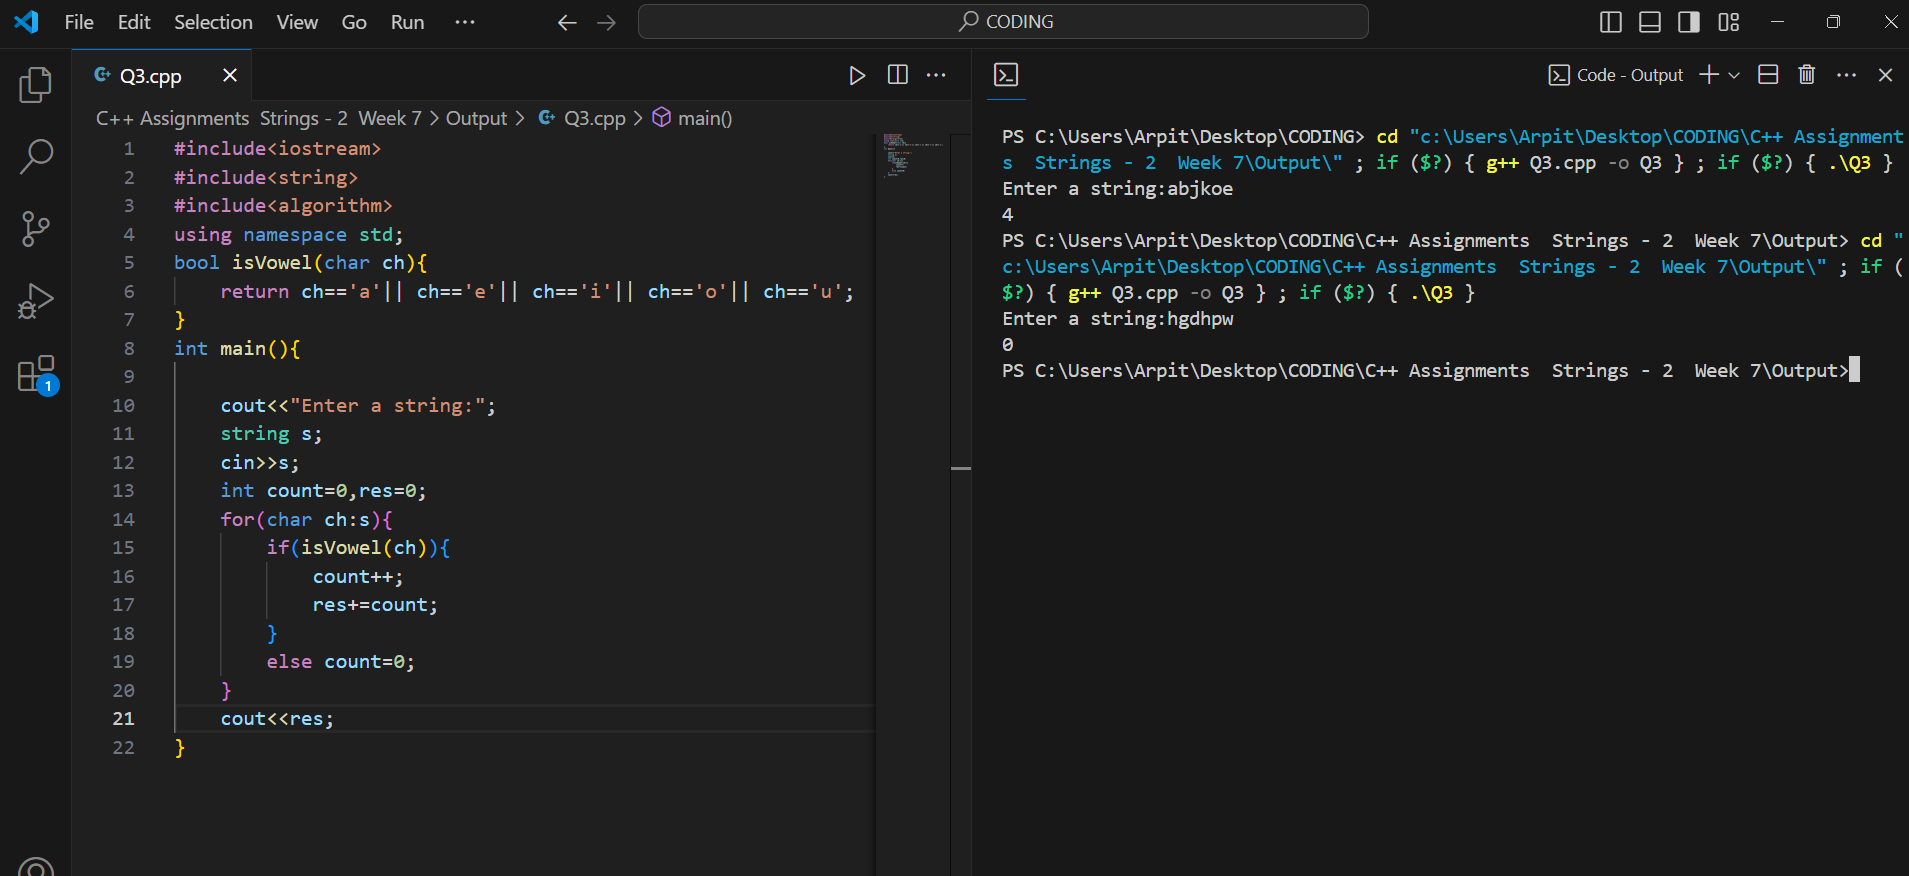 File Edit Selection View Go Run ··· CODING
Q3.cpp
C++ Assignments Strings - 2 Week 7 > Output > Q3.cpp > main()
1 #include<iostream>
2 #include<string>
3 #include<algorithm>
4 using namespace std;
5 bool isVowel(char ch){
6 return ch=='a'|| ch=='e'|| ch=='i'|| ch=='o'|| ch=='u';
7 }
8 int main(){
9
10 cout<<"Enter a string:";
11 string s;
12 cin>>s;
13 int count=0,res=0;
14 for(char ch:s){
15 if(isVowel(ch)){
16 count++;
17 res+=count;
18 }
19 else count=0;
20 }
21 cout<<res;
22 }
1
Code - Output
PS C:\Users\Arpit\Desktop\CODING> cd "c:\Users\Arpit\Desktop\CODING\C++ Assignment
s  Strings - 2  Week 7\Output\" ; if ($?) { g++ Q3.cpp -o Q3 } ; if ($?) { .\Q3 }
Enter a string:abjkoe
4
PS C:\Users\Arpit\Desktop\CODING\C++ Assignments  Strings - 2  Week 7\Output> cd "
c:\Users\Arpit\Desktop\CODING\C++ Assignments  Strings - 2  Week 7\Output\" ; if (
$?) { g++ Q3.cpp -o Q3 } ; if ($?) { .\Q3 }
Enter a string:hgdhpw
0
PS C:\Users\Arpit\Desktop\CODING\C++ Assignments  Strings - 2  Week 7\Output>